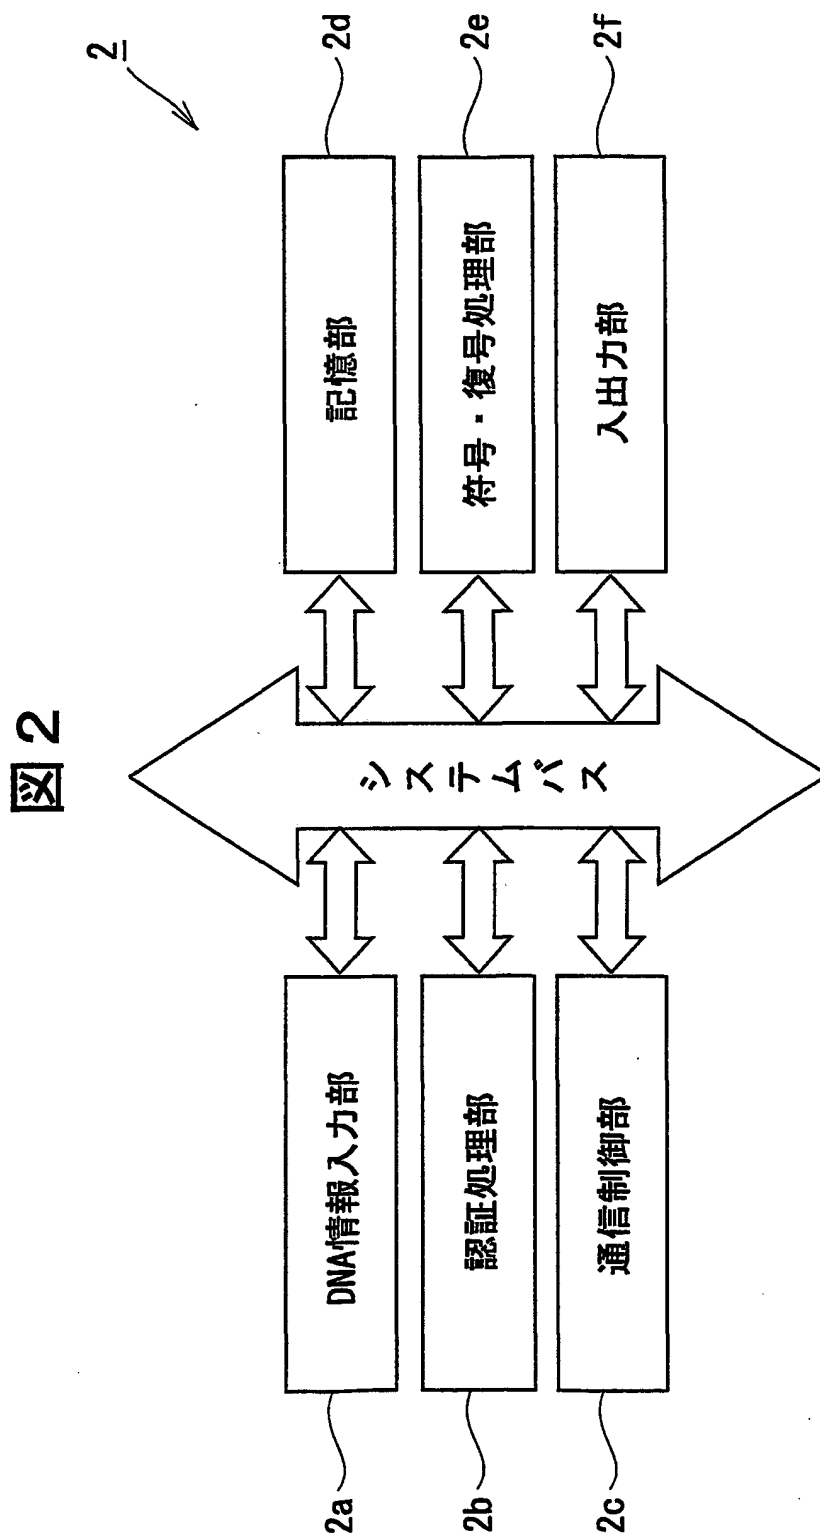 図2
2
2a
DNA情報入力部
2b
認証処理部
2c
通信制御部
システムバス
記憶部
2d
符号・復号処理部
2e
入出力部
2f